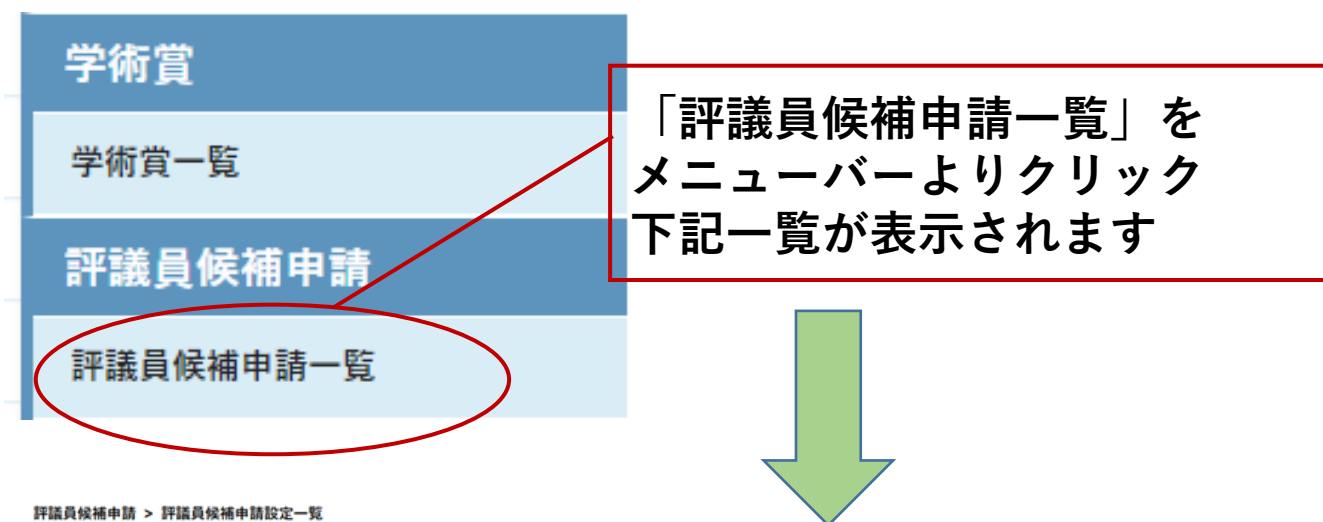 学術賞
学術賞一覧
評議員候補申請
評議員候補申請一覧
「評議員候補申請一覧」を
メニューバーよりクリック
下記一覧が表示されます
評議員候補申請 > 評議員候補申請設定一覧